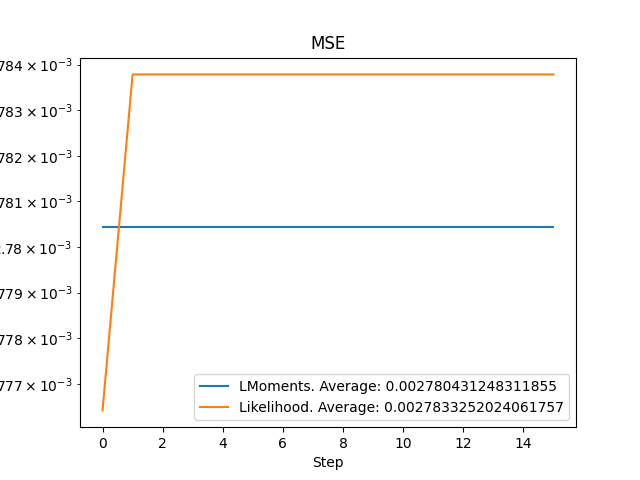 MSE
784 × 10⁻³
783 × 10⁻³
782 × 10⁻³
781 × 10⁻³
.78 × 10⁻³
779 × 10⁻³
778 × 10⁻³
777 × 10⁻³
LMoments. Average: 0.002780431248311855
Likelihood. Average: 0.0027833252024061757
0 2 4 6 8 10 12 14
Step